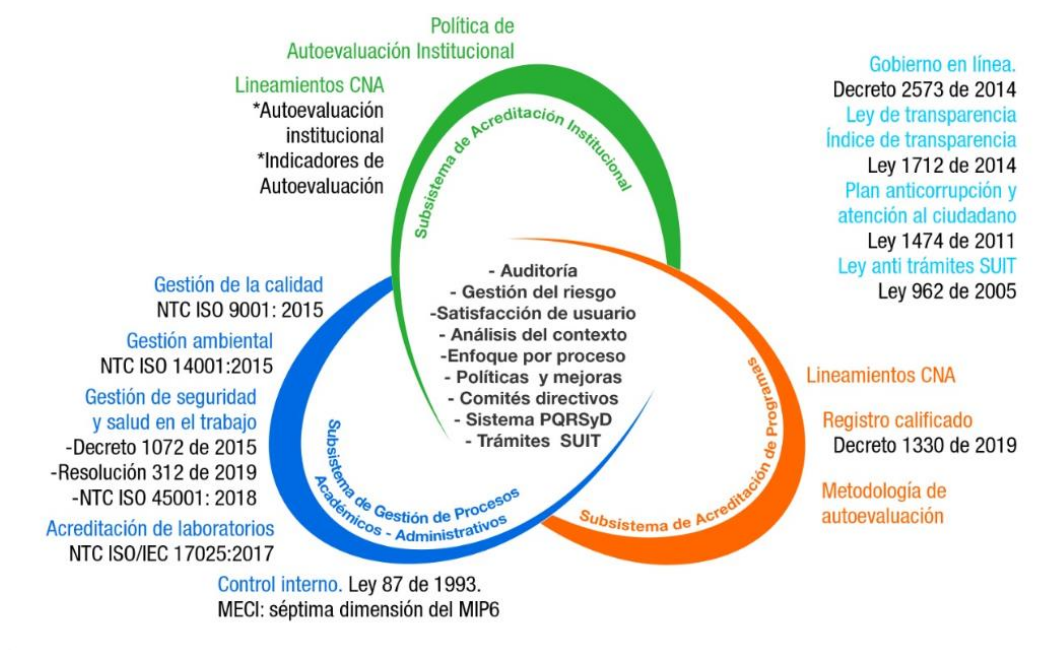 Política de
Autoevaluación Institucional
Lineamientos CNA
*Autoevaluación
institucional
*Indicadores de
Autoevaluación
Subsistema de Acreditación Institucional
Gobierno en línea.
Decreto 2573 de 2014
Ley de transparencia
Índice de transparencia
Ley 1712 de 2014
Plan anticorrupción y
atención al ciudadano
Ley 1474 de 2011
Ley anti trámites SUIT
Ley 962 de 2005
- Auditoría
- Gestión del riesgo
-Satisfacción de usuario
- Análisis del contexto
-Enfoque por proceso
- Políticas y mejoras
- Comités directivos
- Sistema PQRSyD
- Trámites SUIT
Gestión de la calidad
NTC ISO 9001: 2015
Gestión ambiental
NTC ISO 14001:2015
Gestión de seguridad
y salud en el trabajo
-Decreto 1072 de 2015
-Resolución 312 de 2019
-NTC ISO 45001: 2018
Acreditación de laboratorios
NTC ISO/IEC 17025:2017
Control interno. Ley 87 de 1993.
MECI: séptima dimensión del MIP6
Subsistema de Gestión de Procesos
Académicos - Administrativos
Subsistema de Acreditación de Programas
Lineamientos CNA
Registro calificado
Decreto 1330 de 2019
Metodología de
autoevaluación